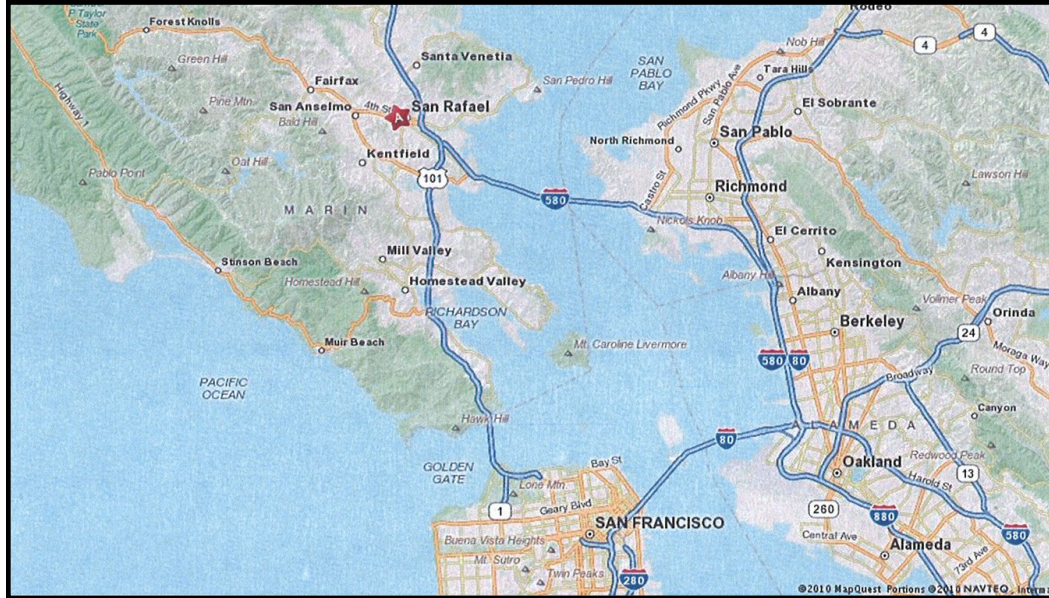 P Taylor
State
Park
Forest Knolls
Green Hill
Santa Venetia
Fairfax
San Anselmo
4th St
A
San Rafael
Pine Mtn
Bald Hill
San Pedro Hill
SAN
PABLO
BAY
Rodeo
4
4
Nob Hill
Tara Hills
Richmond Pkwy
San Pablo Ave
El Sobrante
North Richmond
San Pablo
Highway 1
Oat Hill
Kentfield
101
580
Castro St
Richmond
Lawson Hill
Pablo Point
MARIN
Nickols Knob
El Cerrito
Kensington
Mill Valley
Stinson Beach
Homestead Hill
Homestead Valley
Albany Hill
Albany
Vollmer Peak
RICHARDSON
BAY
Orinda
Berkeley
24
Muir Beach
Mt. Caroline Livermore
Moraga Way
580
80
Round Top
Broadway
PACIFIC
OCEAN
Canyon
Hawk Hill
80
ALAMEDA
Redwood Peak
GOLDEN
GATE
Bay St
Oakland
13
Lone Mtn
Harold St
1
Geary Blvd
260
880
SAN FRANCISCO
580
Buena Vista Heights
Central Ave
Alameda
Mt. Sutro
73rd Ave
Twin Peaks
280
©2010 MapQuest Portions ©2010 NAVTEQ, Interma